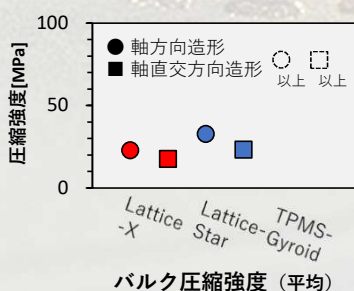 圧縮強度[MPa]
100
50
0
軸方向造形
軸直交方向造形
以上 以上
Lattice
-X
Lattice-
Star
TPMS-
Gyroid
バルク圧縮強度（平均）